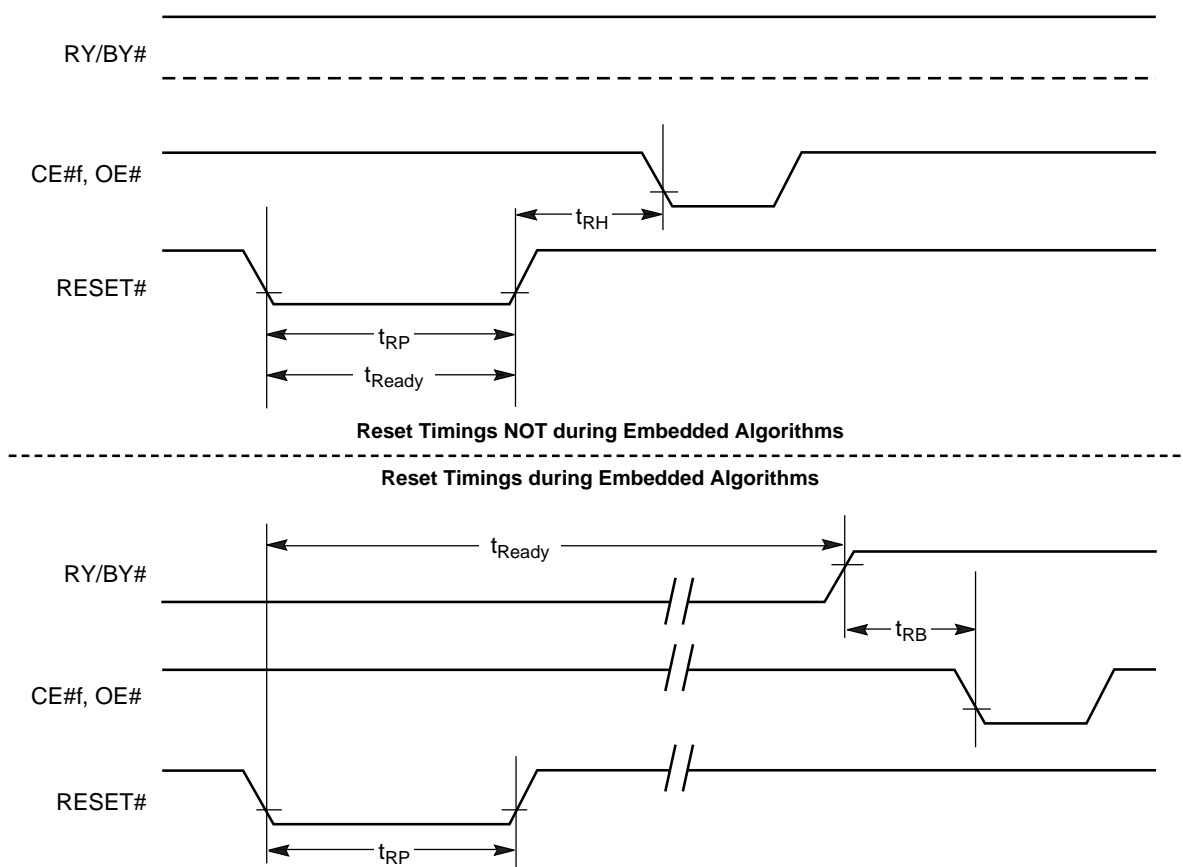 RY/BY#
CE#f, OE#
tRH
RESET#
tRP
tReady
Reset Timings NOT during Embedded Algorithms
Reset Timings during Embedded Algorithms
tReady
RY/BY#
tRB
CE#f, OE#
RESET#
tRP